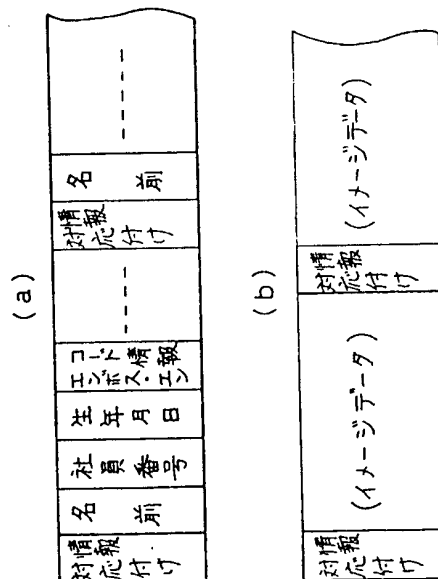 (a)
対応付け
情報
名前
社員番号
生年月日
エンボス・エン
コード情報
-----
対応付け
情報
名前
------
(b)
対応付け
情報
(イメージデータ)
対応付け
情報
(イメージデータ)